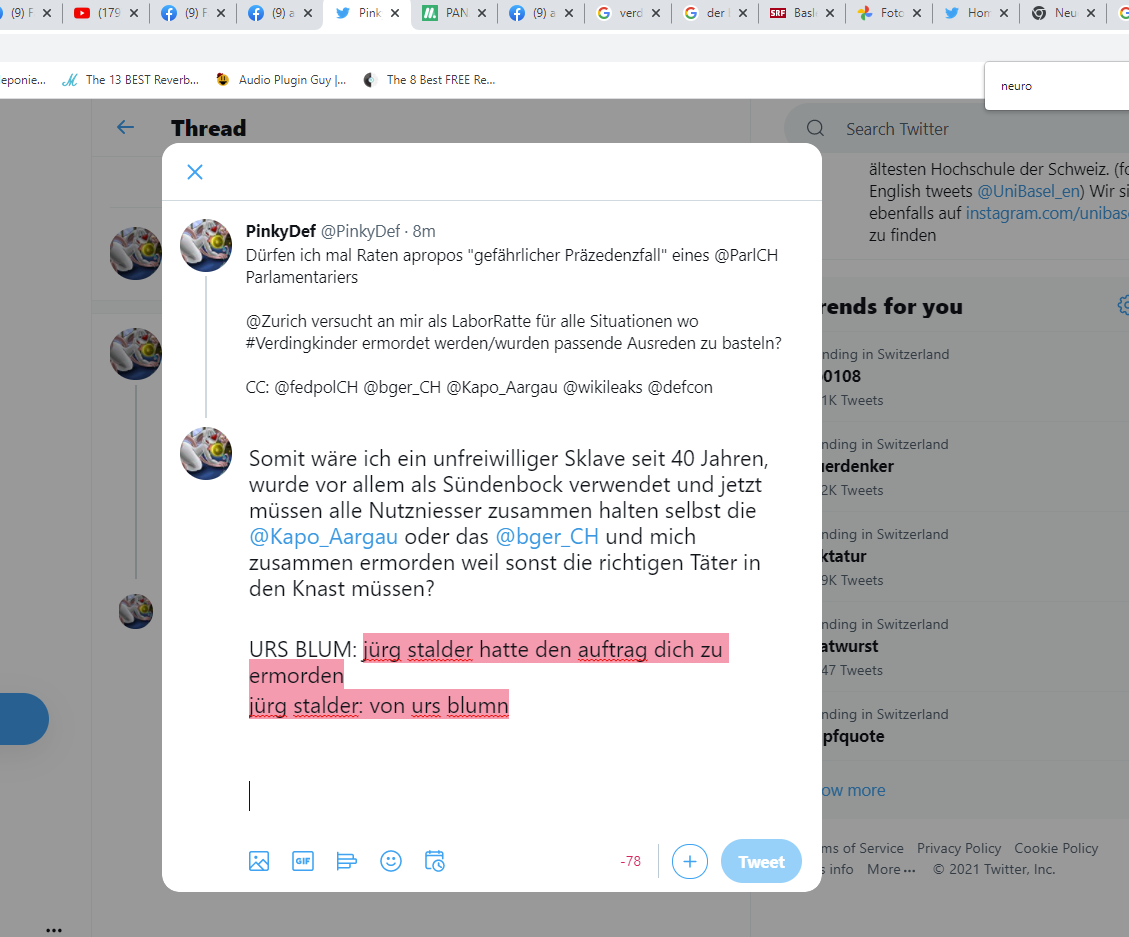 (9) F
(179
(9) F
(9) a
Pink
PAN
(9) a
verd
der
SRF Basl
Foto
Hom
Neu
eponie...
The 13 BEST Reverb...
Audio Plugin Guy |...
The 8 Best FREE Re...
neuro
Thread
Search Twitter
ältesten Hochschule der Schweiz. (fo
English tweets @UniBasel_en) Wir si
ebenfalls auf instagram.com/unibas
zu finden
PinkyDef @PinkyDef · 8m
Dürfen ich mal Raten apropos "gefährlicher Präzedenzfall" eines @ParlCH
Parlamentariers
@Zurich versucht an mir als LaborRatte für alle Situationen wo
#Verdingkinder ermordet werden/wurden passende Ausreden zu basteln?
CC: @fedpolCH @bger_CH @Kapo_Aargau @wikileaks @defcon
Somit wäre ich ein unfreiwilliger Sklave seit 40 Jahren,
wurde vor allem als Sündenbock verwendet und jetzt
müssen alle Nutzniesser zusammen halten selbst die
@Kapo_Aargau oder das @bger_CH und mich
zusammen ermorden weil sonst die richtigen Täter in
den Knast müssen?
URS BLUM: jürg stalder hatte den auftrag dich zu
ermorden
jürg stalder: von urs blumn
GIF
-78
Tweet
rends for you
nding in Switzerland
0108
1K Tweets
nding in Switzerland
uerdenker
2K Tweets
nding in Switzerland
ktatur
9K Tweets
nding in Switzerland
atwurst
47 Tweets
nding in Switzerland
pfquote
ow more
ms of Service Privacy Policy Cookie Policy
s info More ··· © 2021 Twitter, Inc.